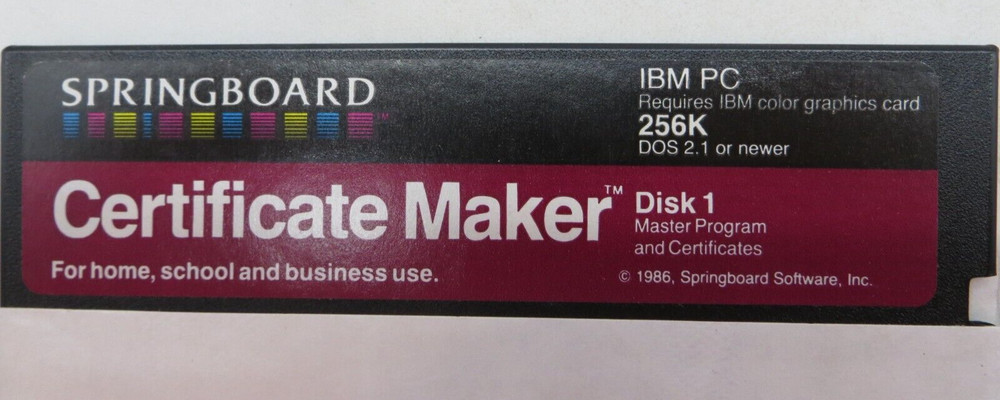 SPRINGBOARD™
IBM PC
Requires IBM color graphics card
256K
DOS 2.1 or newer
Certificate Maker™
For home, school and business use.
Disk 1
Master Program
and Certificates
© 1986, Springboard Software, Inc.